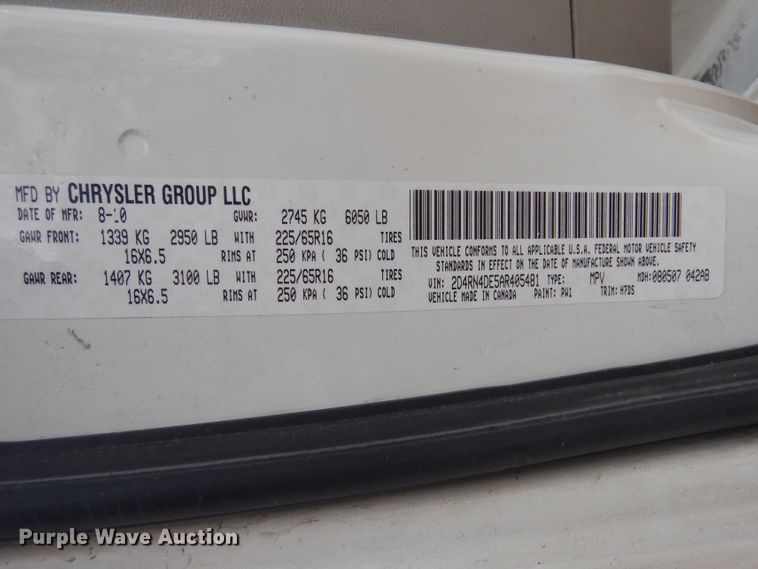 MFD BY CHRYSLER GROUP LLC
DATE OF MFR: 8-10 GVWR: 2745 KG 6050 LB
GAWR FRONT: 1339 KG 2950 LB WITH 225/65R16 TIRES
16X6.5 RIMS AT 250 KPA ( 36 PSI) COLD
GAWR REAR: 1407 KG 3100 LB WITH 225/65R16 TIRES
16X6.5 RIMS AT 250 KPA ( 36 PSI) COLD
THIS VEHICLE CONFORMS TO ALL APPLICABLE U.S.A. FEDERAL MOTOR VEHICLE SAFETY
STANDARDS IN EFFECT ON THE DATE OF MANUFACTURE SHOWN ABOVE.
VIN: 2D4RN4DE5AR405481 TYPE: MPV MDH: 080507 042AB
VEHICLE MADE IN CANADA PAINT: PW1 TRIM: H7DS
Purple Wave Auction